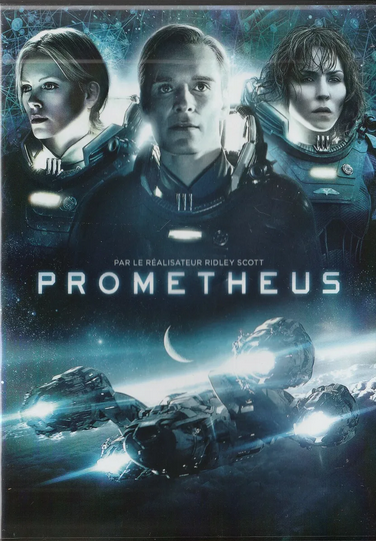 PAR LE RÉALISATEUR RIDLEY SCOTT
PROMETHEUS